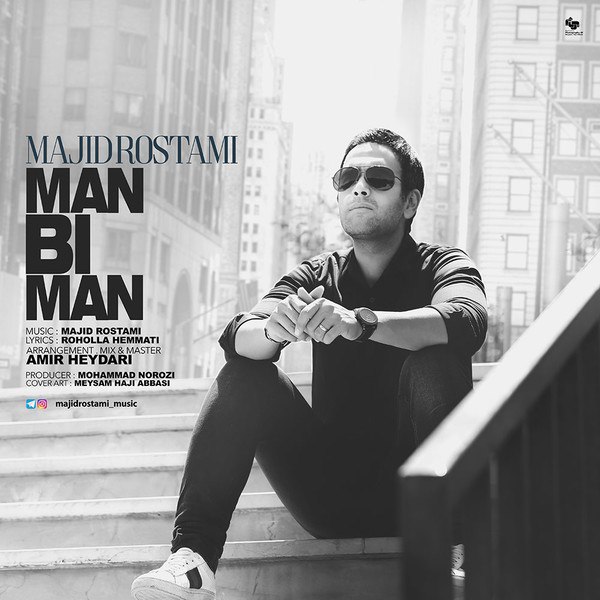 MAJID ROSTAMI
MAN
BI
MAN
MUSIC : MAJID ROSTAMI
LYRICS : ROHOLLA HEMMATI
ARRANGEMENT . MIX & MASTER
AMIR HEYDARI
PRODUCER : MOHAMMAD NOROZI
COVER ART : MEYSAM HAJI ABBASI
majidrostami_music